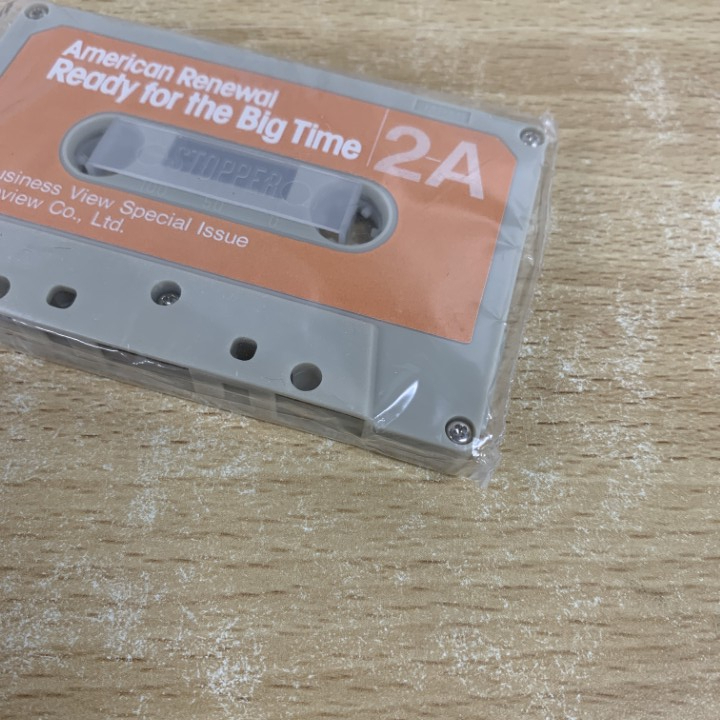 American Renewal
Ready for the Big Time
2-A
STOPPER
usiness View Special Issue
view Co., Ltd.